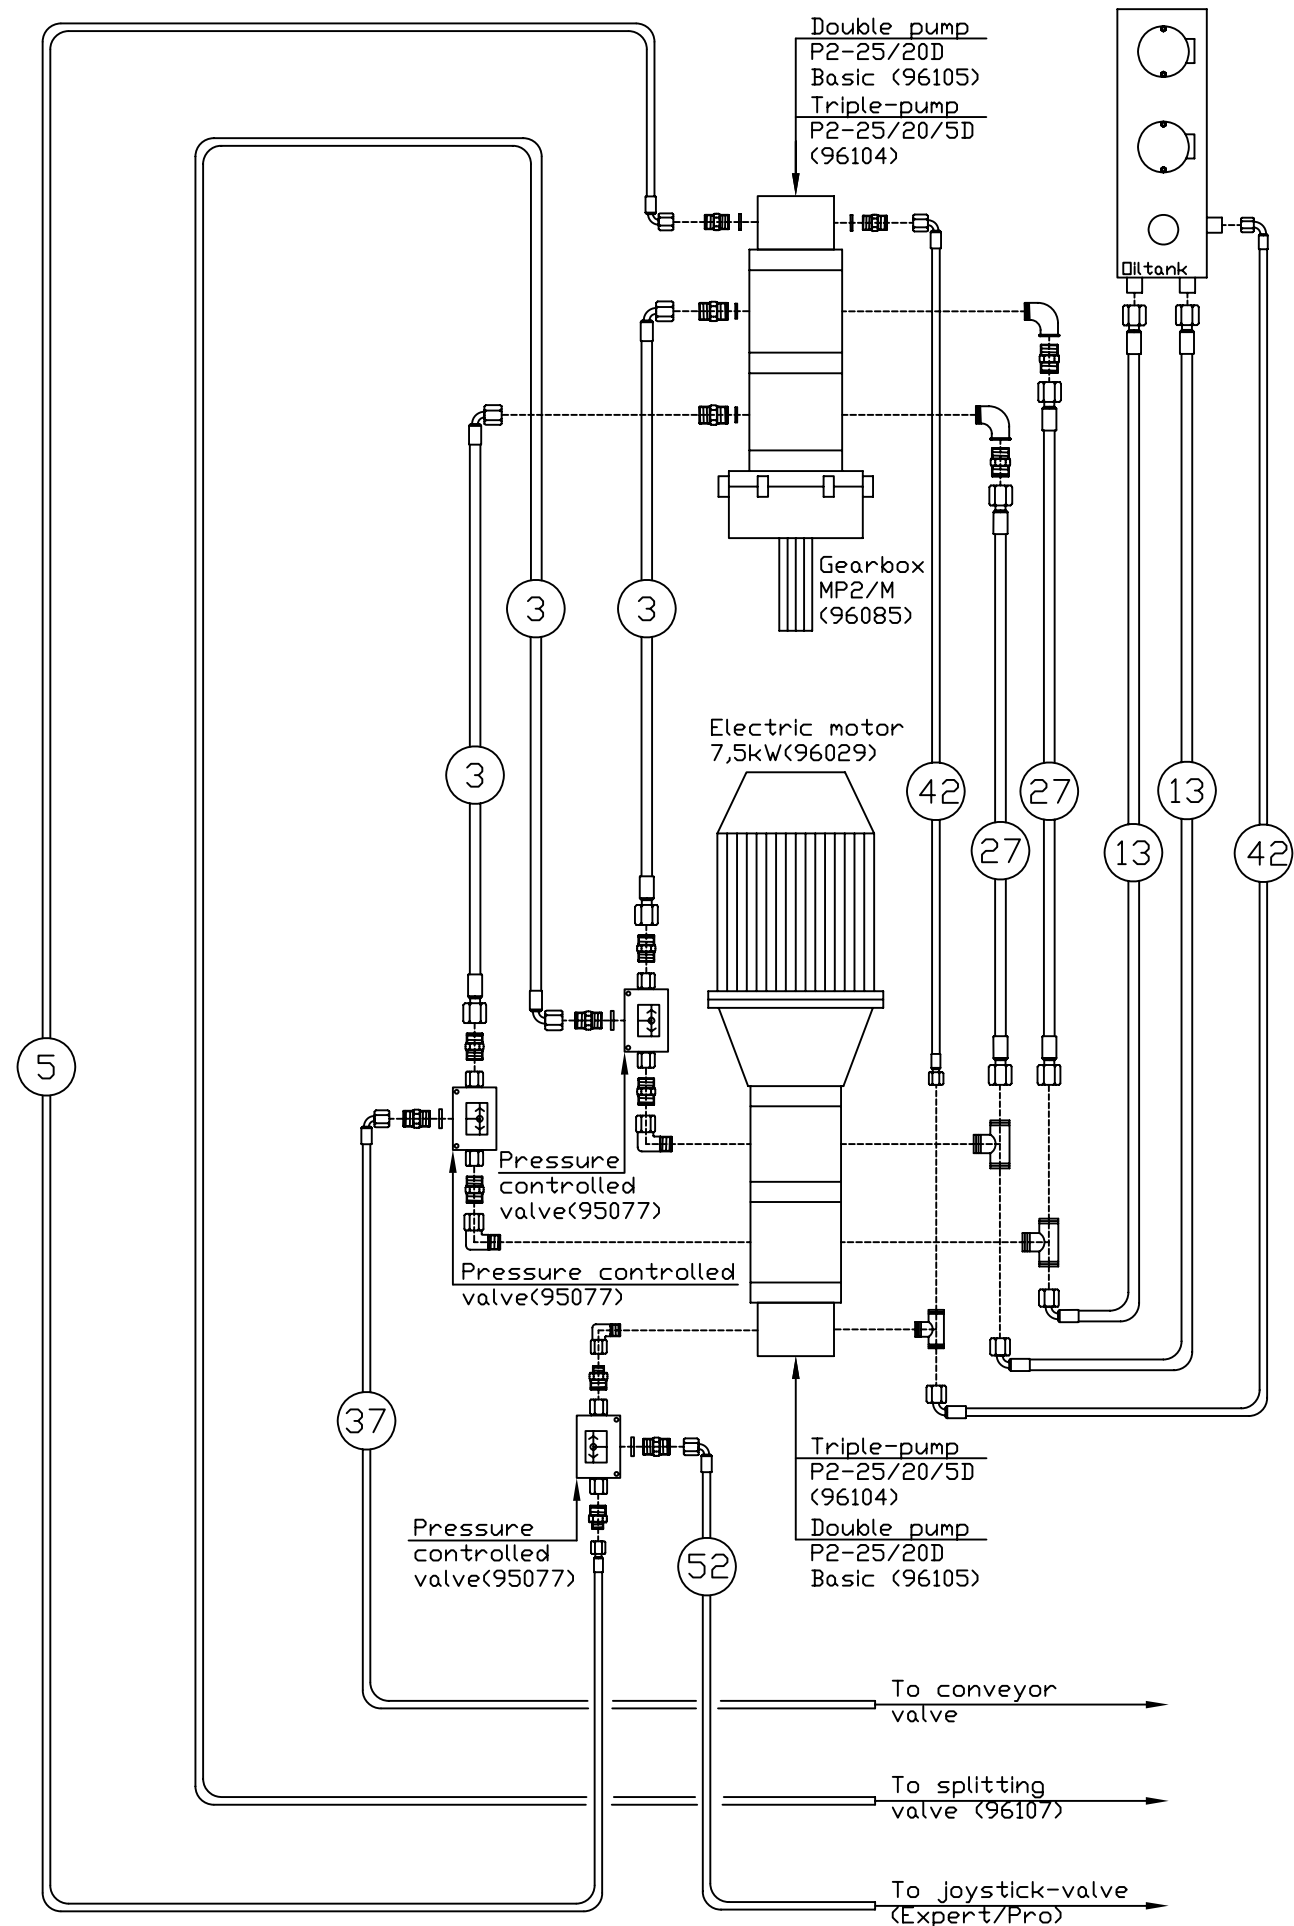 Double pump
P2-25/20D
Basic (96105)
Triple-pump
P2-25/20/5D
(96104)
Oiltank
Gearbox
MP2/M
(96085)
3
3
Electric motor
7,5kW(96029)
3
42
27
13
27
13
42
5
Pressure
controlled
valve(95077)
Pressure controlled
valve(95077)
37
Triple-pump
P2-25/20/5D
(96104)
Pressure
controlled
valve(95077)
52
Double pump
P2-25/20D
Basic (96105)
To conveyor
valve
To splitting
valve (96107)
To joystick-valve
(Expert/Pro)